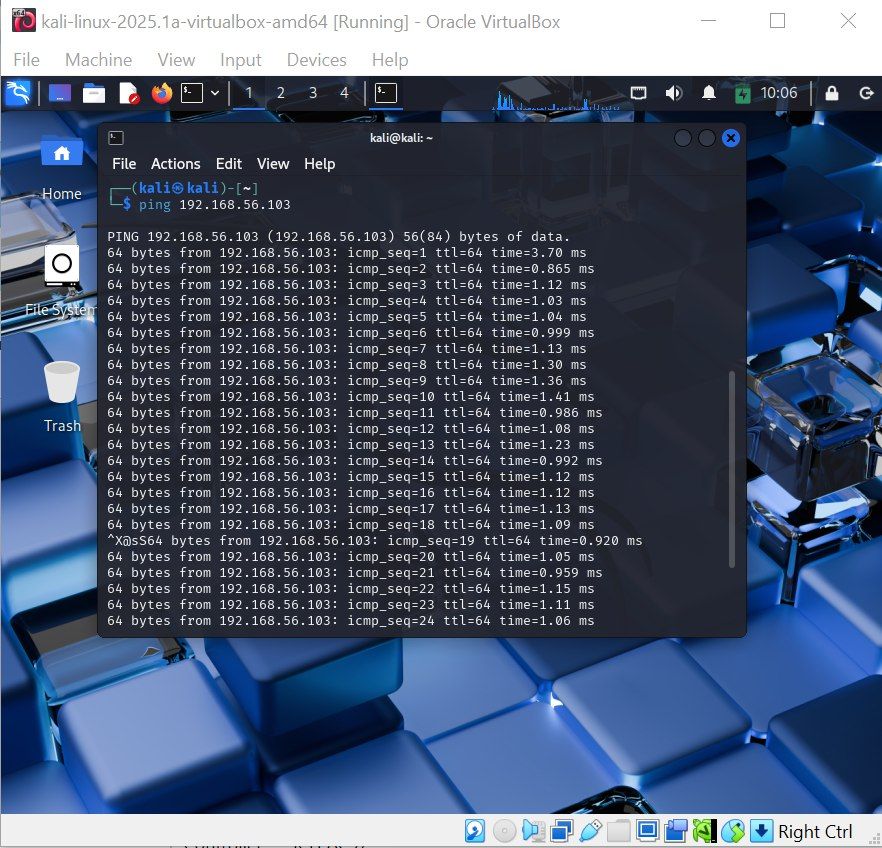 kali-linux-2025.1a-virtualbox-amd64 [Running] - Oracle VirtualBox
File Machine View Input Devices Help
1 2 3 4 10:06
kali@kali: ~
File Actions Edit View Help
Home
File System
Trash
┌──(kali㉿kali)-[~]
└─$ ping 192.168.56.103
PING 192.168.56.103 (192.168.56.103) 56(84) bytes of data.
64 bytes from 192.168.56.103: icmp_seq=1 ttl=64 time=3.70 ms
64 bytes from 192.168.56.103: icmp_seq=2 ttl=64 time=0.865 ms
64 bytes from 192.168.56.103: icmp_seq=3 ttl=64 time=1.12 ms
64 bytes from 192.168.56.103: icmp_seq=4 ttl=64 time=1.03 ms
64 bytes from 192.168.56.103: icmp_seq=5 ttl=64 time=1.04 ms
64 bytes from 192.168.56.103: icmp_seq=6 ttl=64 time=0.999 ms
64 bytes from 192.168.56.103: icmp_seq=7 ttl=64 time=1.13 ms
64 bytes from 192.168.56.103: icmp_seq=8 ttl=64 time=1.30 ms
64 bytes from 192.168.56.103: icmp_seq=9 ttl=64 time=1.36 ms
64 bytes from 192.168.56.103: icmp_seq=10 ttl=64 time=1.41 ms
64 bytes from 192.168.56.103: icmp_seq=11 ttl=64 time=0.986 ms
64 bytes from 192.168.56.103: icmp_seq=12 ttl=64 time=1.08 ms
64 bytes from 192.168.56.103: icmp_seq=13 ttl=64 time=1.23 ms
64 bytes from 192.168.56.103: icmp_seq=14 ttl=64 time=0.992 ms
64 bytes from 192.168.56.103: icmp_seq=15 ttl=64 time=1.12 ms
64 bytes from 192.168.56.103: icmp_seq=16 ttl=64 time=1.12 ms
64 bytes from 192.168.56.103: icmp_seq=17 ttl=64 time=1.13 ms
64 bytes from 192.168.56.103: icmp_seq=18 ttl=64 time=1.09 ms
^X@sS64 bytes from 192.168.56.103: icmp_seq=19 ttl=64 time=0.920 ms
64 bytes from 192.168.56.103: icmp_seq=20 ttl=64 time=1.05 ms
64 bytes from 192.168.56.103: icmp_seq=21 ttl=64 time=0.959 ms
64 bytes from 192.168.56.103: icmp_seq=22 ttl=64 time=1.15 ms
64 bytes from 192.168.56.103: icmp_seq=23 ttl=64 time=1.11 ms
64 bytes from 192.168.56.103: icmp_seq=24 ttl=64 time=1.06 ms
Right Ctrl